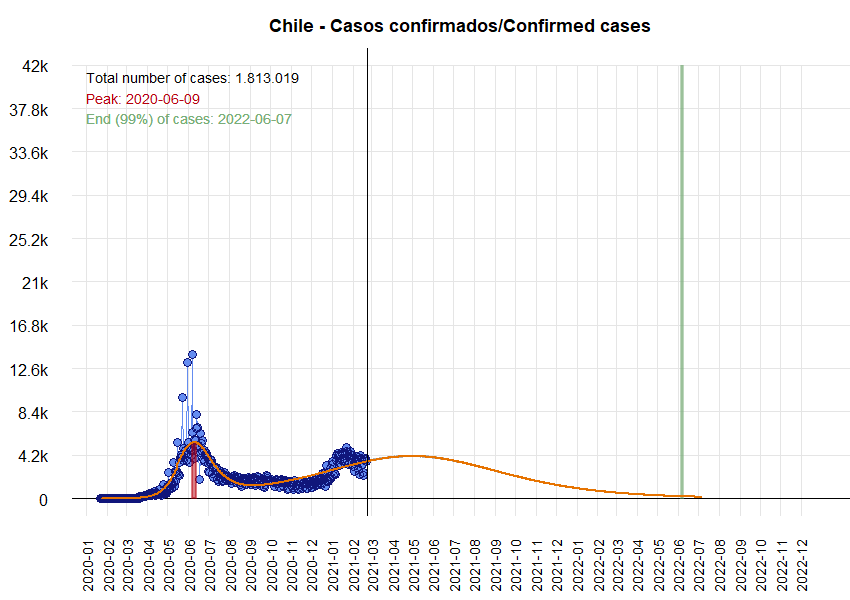 Chile - Casos confirmados/Confirmed cases
42k
37.8k
33.6k
29.4k
25.2k
21k
16.8k
12.6k
8.4k
4.2k
0
Total number of cases: 1.813.019
Peak: 2020-06-09
End (99%) of cases: 2022-06-07
2020-01
2020-02
2020-03
2020-04
2020-05
2020-06
2020-07
2020-08
2020-09
2020-10
2020-11
2020-12
2021-01
2021-02
2021-03
2021-04
2021-05
2021-06
2021-07
2021-08
2021-09
2021-10
2021-11
2021-12
2022-02
2022-03
2022-04
2022-05
2022-06
2022-07
2022-08
2022-09
2022-10
2022-11
2022-12